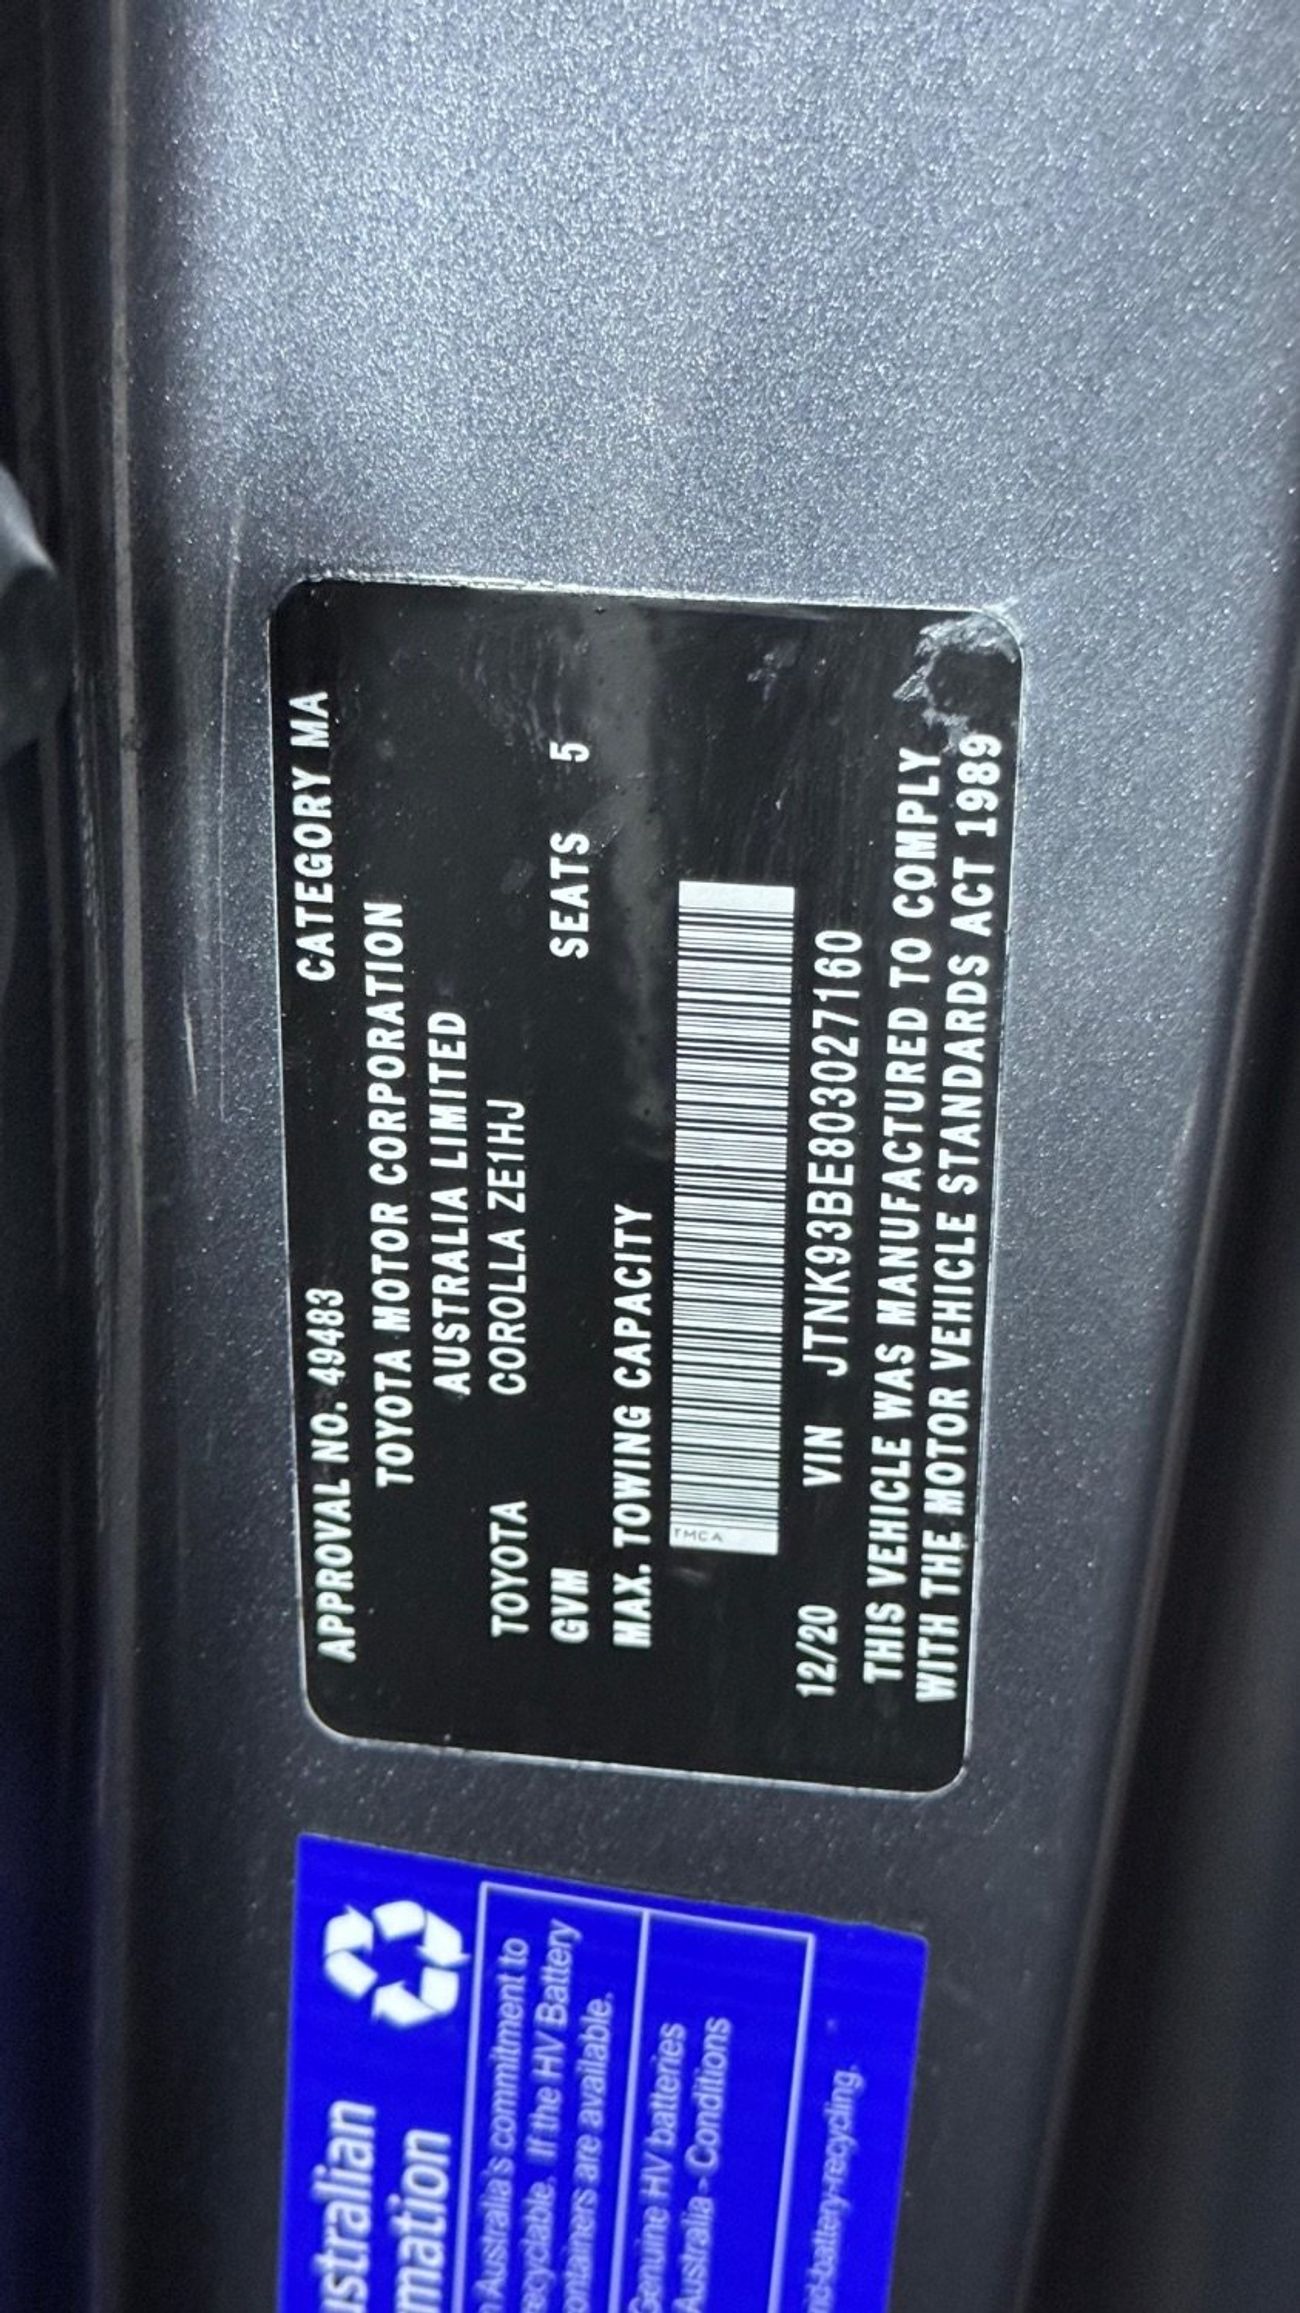 APPROVAL NO. 49483 CATEGORY MA
TOYOTA MOTOR CORPORATION
AUSTRALIA LIMITED
TOYOTA COROLLA ZE1HJ
GVM SEATS 5
MAX. TOWING CAPACITY
TMCA
12/20 VIN JTNK93BE803027160
THIS VEHICLE WAS MANUFACTURED TO COMPLY
WITH THE MOTOR VEHICLE STANDARDS ACT 1989
ustralian
mation
n Australia's commitment to
recyclable. If the HV Battery
ontainers are available.
Genuine HV batteries
Australia - Conditions
rid-battery-recycling.